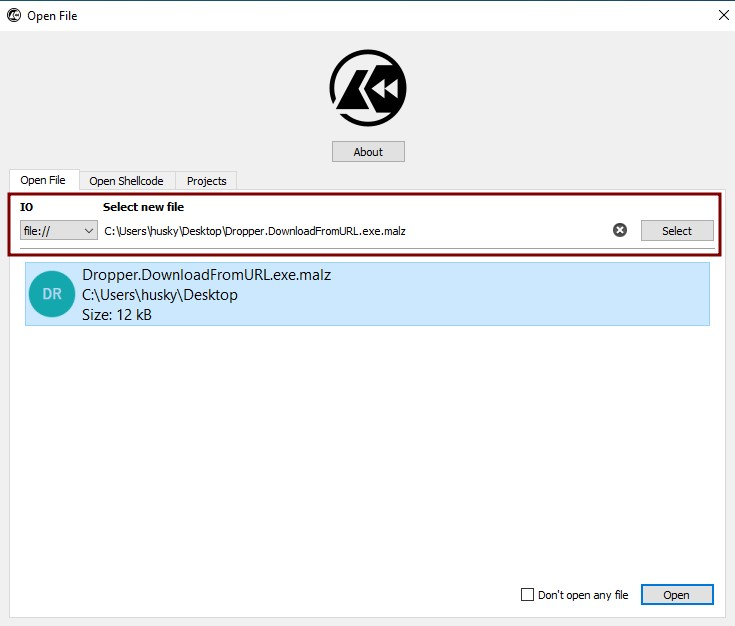 Open File
About
Open File Open Shellcode Projects
IO Select new file
file:// C:\Users\husky\Desktop\Dropper.DownloadFromURL.exe.malz Select
DR
Dropper.DownloadFromURL.exe.malz
C:\Users\husky\Desktop
Size: 12 kB
Don't open any file Open